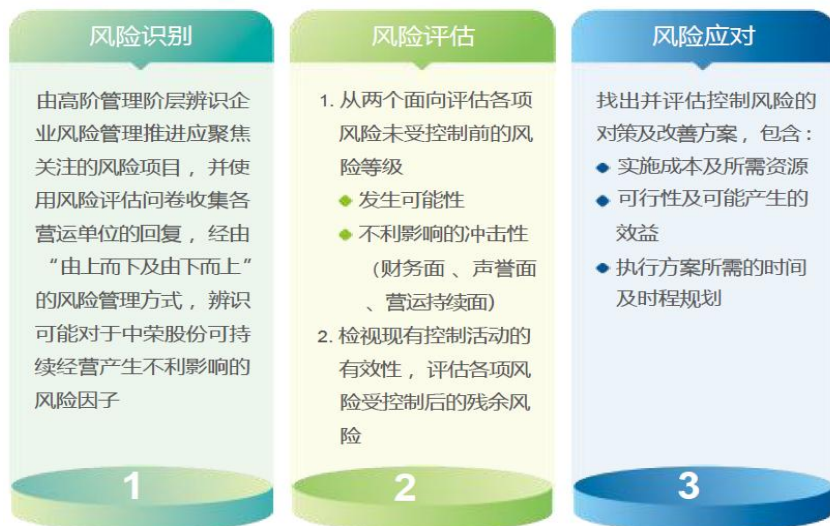 风险识别
由高阶管理阶层辨识企
业风险管理推进应聚焦
关注的风险项目，并使
用风险评估问卷收集各
营运单位的回复，经由
“由上而下及由下而上”
的风险管理方式，辨识
可能对于中荣股份可持
续经营产生不利影响的
风险因子
1
风险评估
1. 从两个面向评估各项
风险未受控制前的风
险等级
发生可能性
不利影响的冲击性
（财务面、声誉面
、营运持续面)
2. 检视现有控制活动的
有效性，评估各项风
险受控制后的残余风
险
2
风险应对
找出并评估控制风险的
对策及改善方案，包含：
实施成本及所需资源
可行性及可能产生的
效益
执行方案所需的时间
及时程规划
3